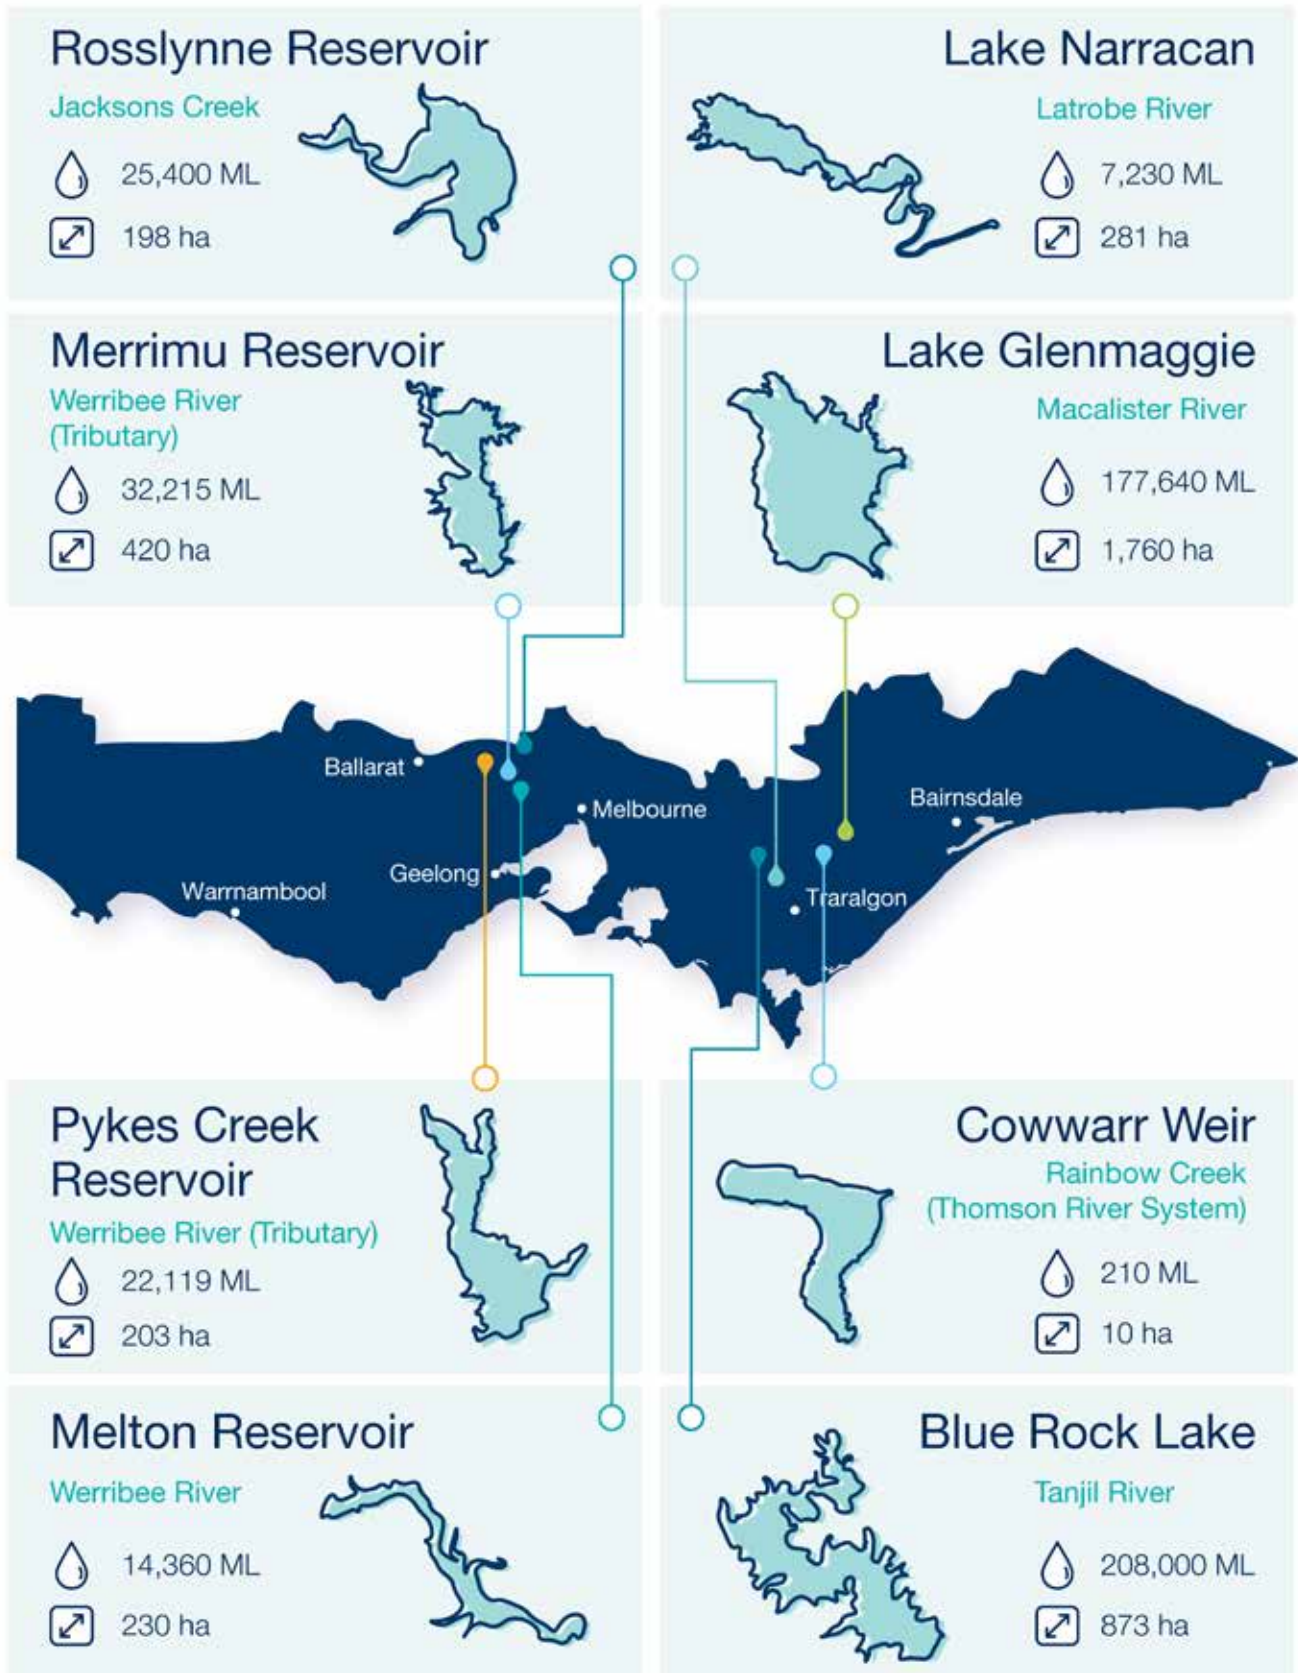 Rosslynne Reservoir
Jacksons Creek
25,400 ML
198 ha
Lake Narracan
Latrobe River
7,230 ML
281 ha
Merrimu Reservoir
Werribee River
(Tributary)
32,215 ML
420 ha
Lake Glenmaggie
Macalister River
177,640 ML
1,760 ha
Ballarat
Melbourne
Bairnsdale
Geelong
Warrnambool
Traralgon
Pykes Creek
Reservoir
Werribee River (Tributary)
22,119 ML
203 ha
Cowwarr Weir
Rainbow Creek
(Thomson River System)
210 ML
10 ha
Melton Reservoir
Werribee River
14,360 ML
230 ha
Blue Rock Lake
Tanjil River
208,000 ML
873 ha